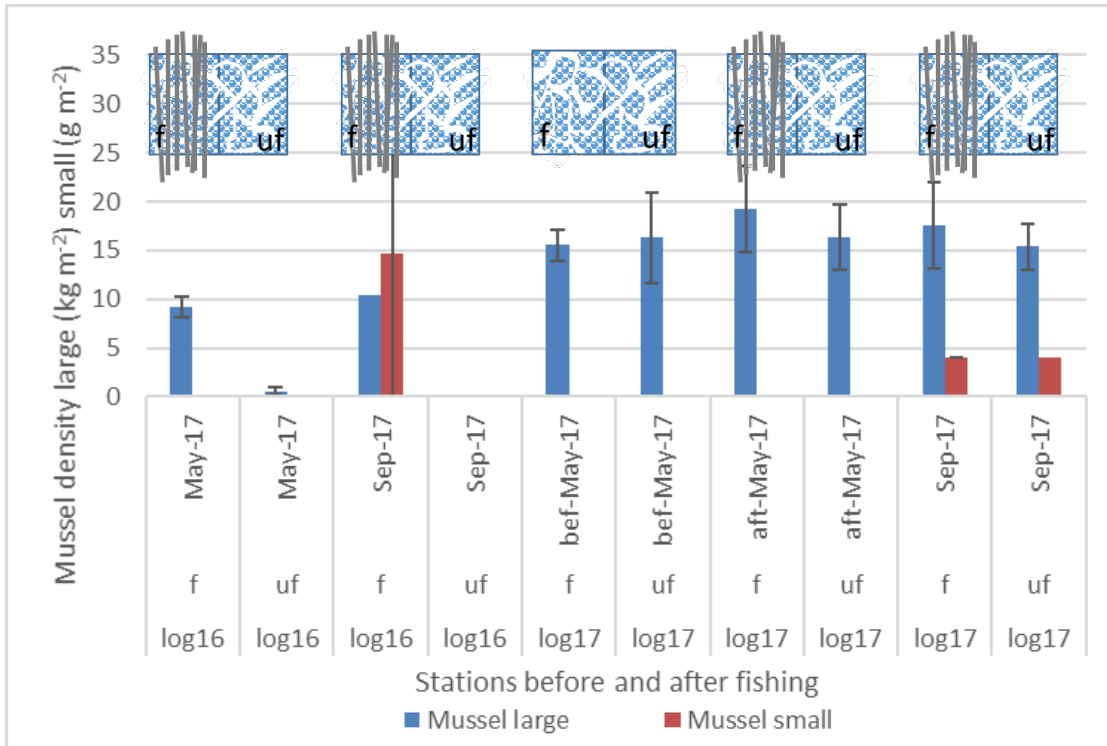 Mussel density large (kg m⁻²) small (g m⁻²)
35
30
25
20
15
10
5
0
f uf
f uf
f uf
f uf
f uf
May-17 May-17 Sep-17 Sep-17 bef-May-17 bef-May-17 aft-May-17 aft-May-17 Sep-17 Sep-17
f uf f uf f uf f uf f uf
log16 log16 log16 log16 log17 log17 log17 log17 log17 log17
Stations before and after fishing
Mussel large Mussel small